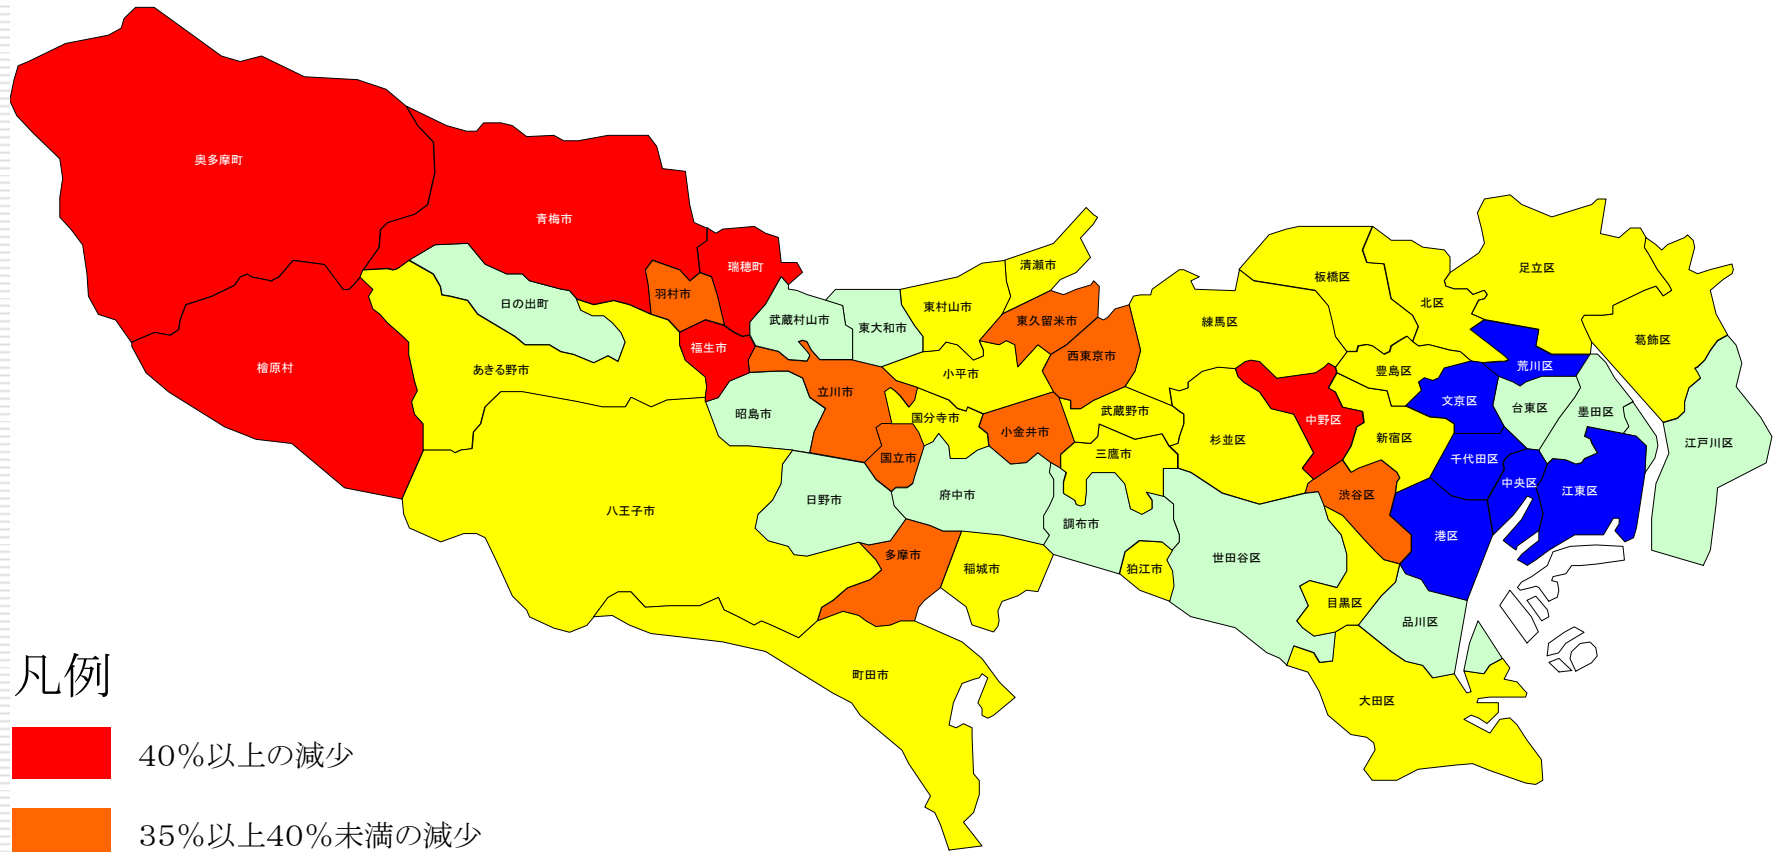 奥多摩町
青梅市
瑞穂町
羽村市
日の出町
檜原村
あきる野市
福生市
武蔵村山市
東大和市
東村山市
清瀬市
東久留米市
西東京市
小平市
立川市
昭島市
国分寺市
国立市
小金井市
武蔵野市
三鷹市
府中市
調布市
日野市
八王子市
多摩市
稲城市
狛江市
町田市
板橋区
北区
足立区
葛飾区
練馬区
豊島区
荒川区
中野区
杉並区
新宿区
文京区
台東区
墨田区
江戸川区
千代田区
中央区
江東区
渋谷区
港区
世田谷区
目黒区
品川区
大田区
凡例
40%以上の減少
35%以上40%未満の減少